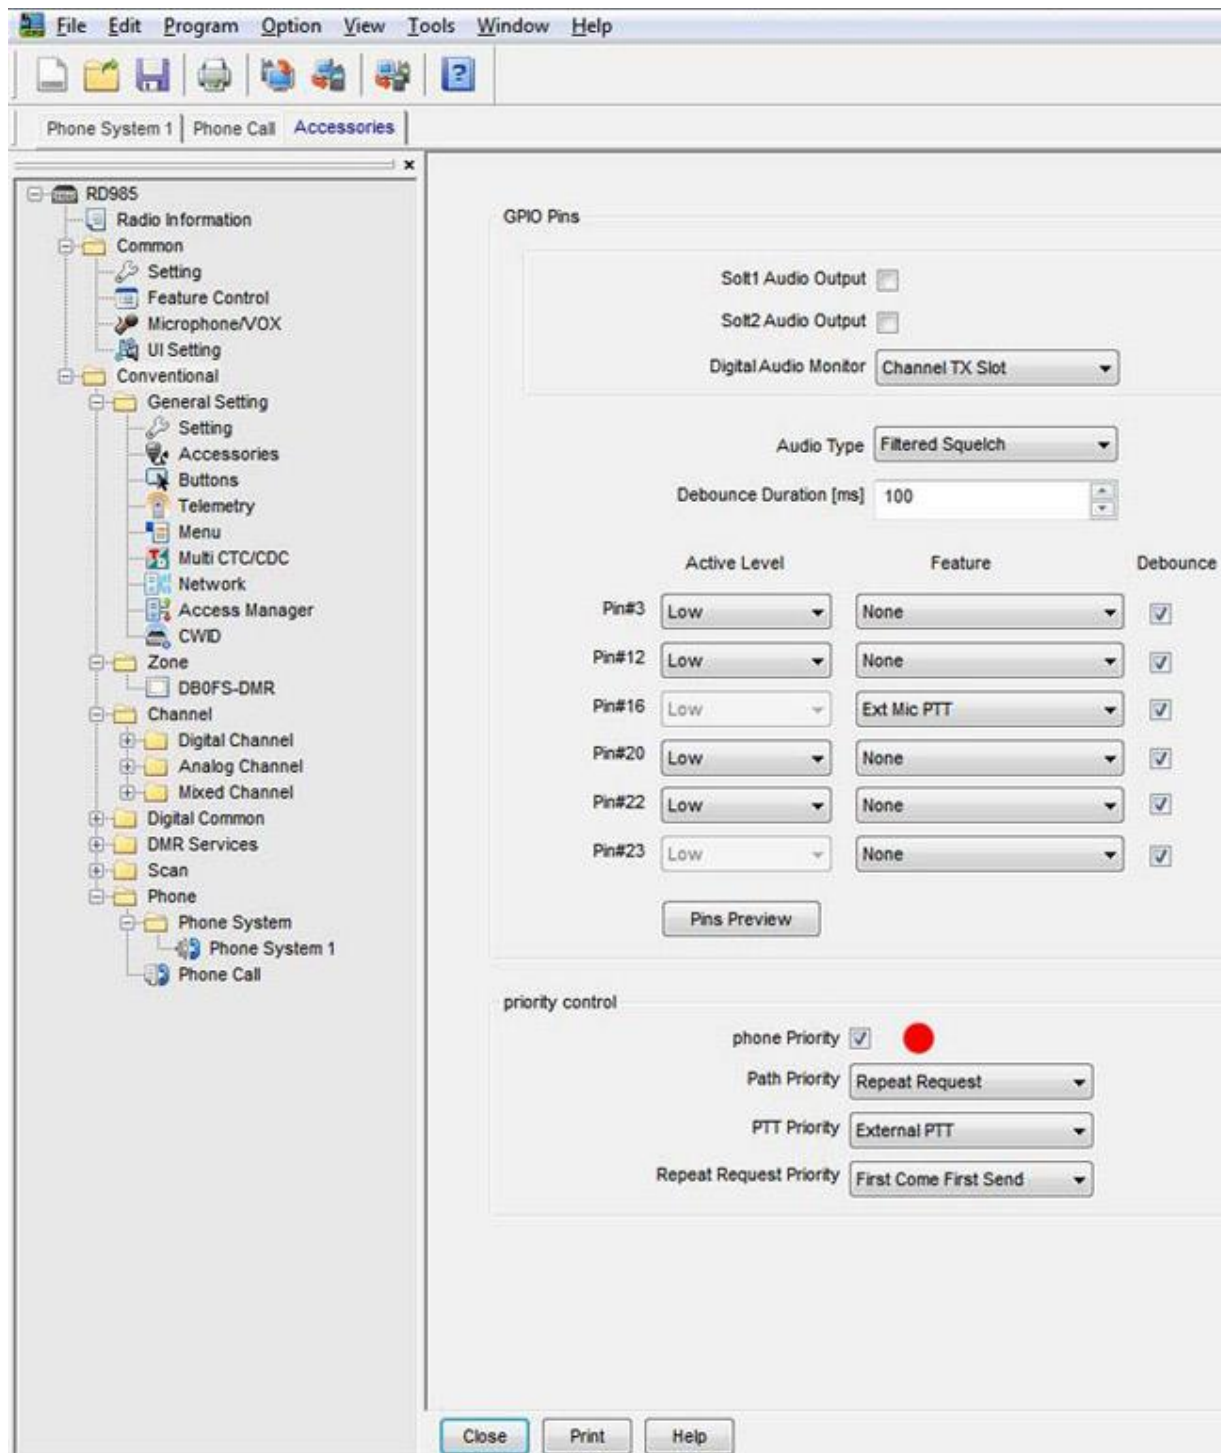 File Edit Program Option View Tools Window Help
Phone System 1 Phone Call Accessories
RD985
Radio Information
Common
Setting
Feature Control
Microphone/VOX
UI Setting
Conventional
General Setting
Setting
Accessories
Buttons
Telemetry
Menu
Multi CTC/CDC
Network
Access Manager
CWID
Zone
DB0FS-DMR
Channel
Digital Channel
Analog Channel
Mixed Channel
Digital Common
DMR Services
Scan
Phone
Phone System
Phone System 1
Phone Call
GPIO Pins
Solt1 Audio Output
Solt2 Audio Output
Digital Audio Monitor Channel TX Slot
Audio Type Filtered Squelch
Debounce Duration [ms] 100
Active Level Feature Debounce
Pin#3 Low None
Pin#12 Low None
Pin#16 Low Ext Mic PTT
Pin#20 Low None
Pin#22 Low None
Pin#23 Low None
Pins Preview
priority control
phone Priority
Path Priority Repeat Request
PTT Priority External PTT
Repeat Request Priority First Come First Send
Close Print Help